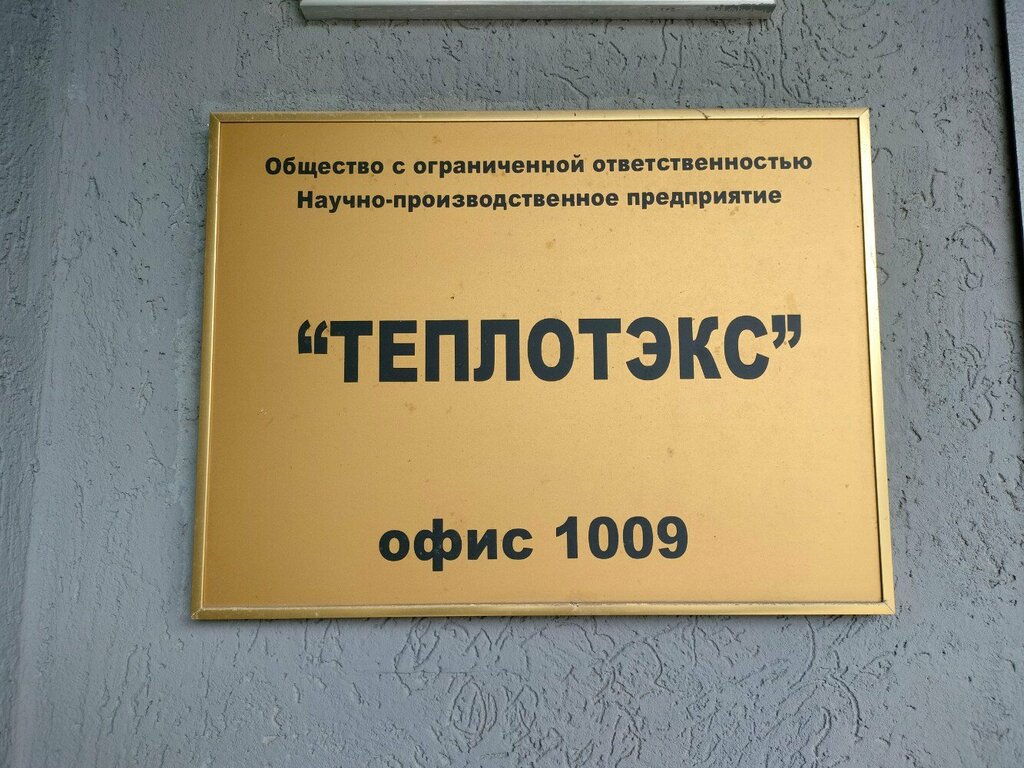 Общество с ограниченной ответственностью
Научно-производственное предприятие
“ТЕПЛОТЭКС”
офис 1009